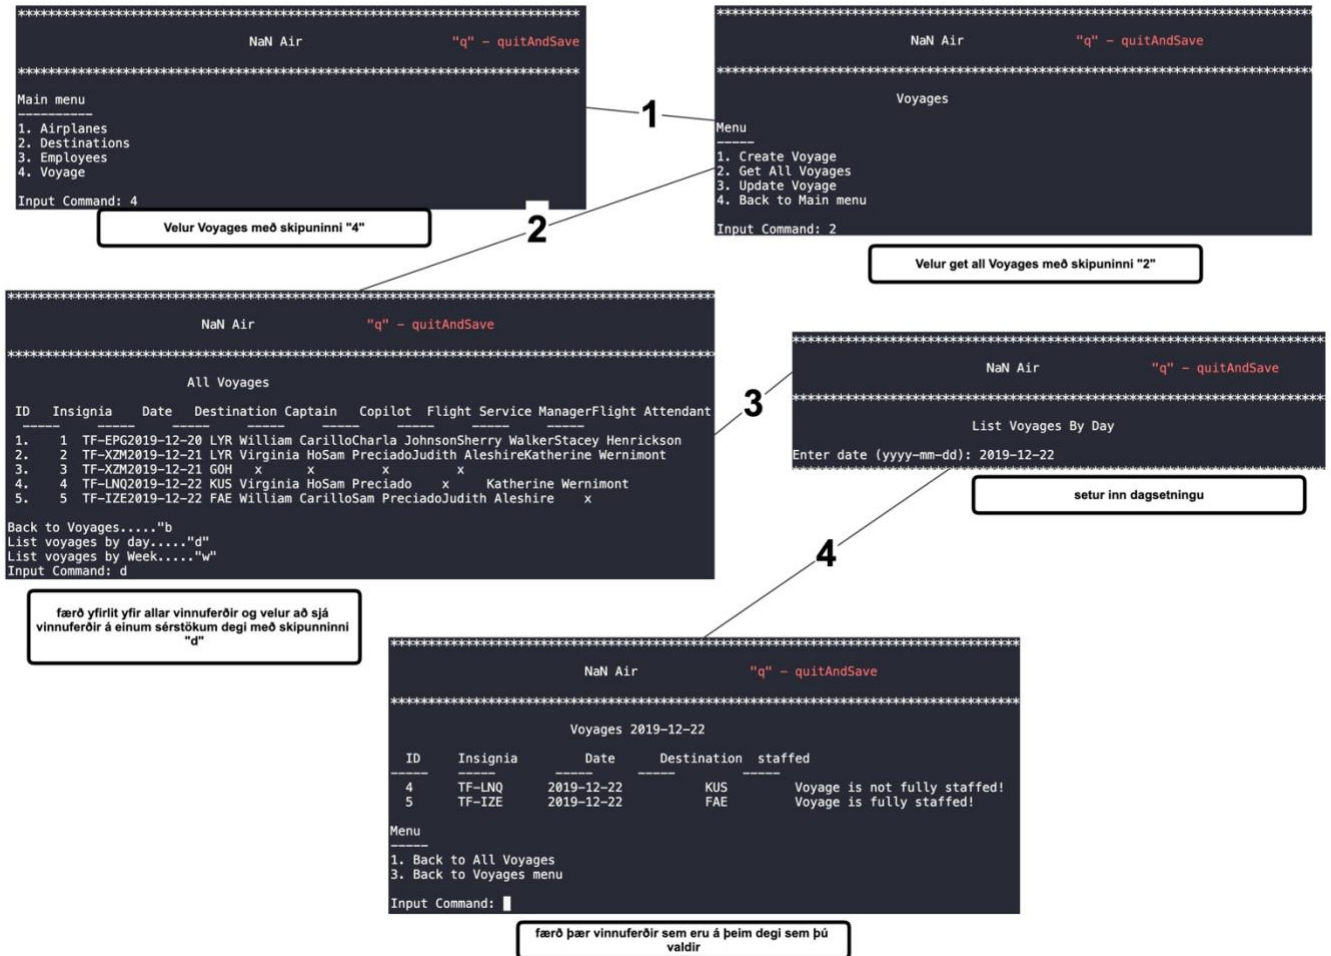 ************************************************************
NaN Air "q" - quitAndSave
************************************************************
Main menu
----------
1. Airplanes
2. Destinations
3. Employees
4. Voyage
Input Command: 4
Velur Voyages með skipuninni "4"
1
************************************************************
NaN Air "q" - quitAndSave
************************************************************
Voyages
Menu
-----
1. Create Voyage
2. Get All Voyages
3. Update Voyage
4. Back to Main menu
Input Command: 2
Velur get all Voyages með skipuninni "2"
2
************************************************************
NaN Air "q" - quitAndSave
************************************************************
All Voyages
ID Insignia Date Destination Captain Copilot Flight Service ManagerFlight Attendant
----- ----- ----- ----- ----- ----- ----- -----
1. 1 TF-EPG2019-12-20 LYR William CarilloCharla JohnsonSherry WalkerStacey Henrickson
2. 2 TF-XZM2019-12-21 LYR Virginia HoSam PreciadoJudith AleshireKatherine Wernimont
3. 3 TF-XZM2019-12-21 GOH x x x x
4. 4 TF-LNQ2019-12-22 KUS Virginia HoSam Preciado x Katherine Wernimont
5. 5 TF-IZE2019-12-22 FAE William CarilloSam PreciadoJudith Aleshire x
Back to Voyages....."b
List voyages by day....."d"
List voyages by Week....."w"
Input Command: d
færð yfirlit yfir allar vinnuferðir og velur að sjá
vinnuferðir á einum sérstökum degi með skipunninni
"d"
3
************************************************************
NaN Air "q" - quitAndSave
************************************************************
List Voyages By Day
Enter date (yyyy-mm-dd): 2019-12-22
setur inn dagsetningu
4
************************************************************
NaN Air "q" - quitAndSave
************************************************************
Voyages 2019-12-22
ID Insignia Date Destination staffed
----- ----- ----- ----- -----
4 TF-LNQ 2019-12-22 KUS Voyage is not fully staffed!
5 TF-IZE 2019-12-22 FAE Voyage is fully staffed!
Menu
-----
1. Back to All Voyages
3. Back to Voyages menu
Input Command:
færð þær vinnuferðir sem eru á þeim degi sem þú
valdir